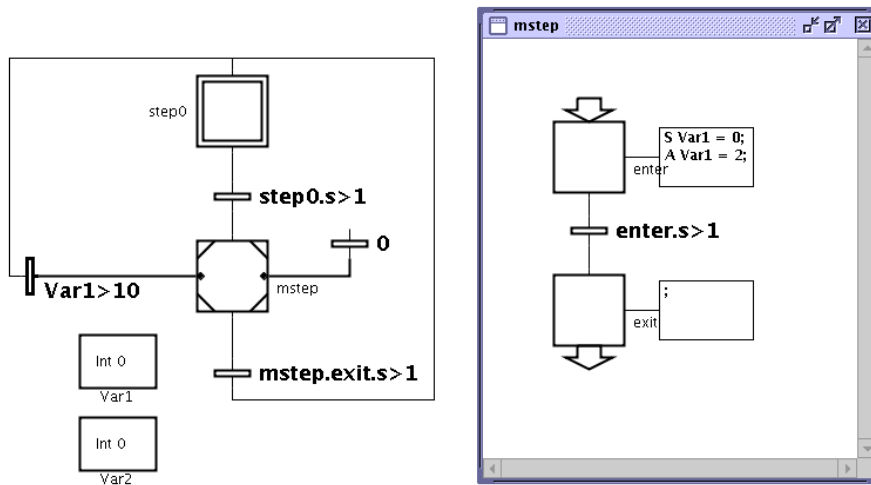 step0
step0.s>1
0
mstep
Var1>10
mstep.exit.s>1
Int 0
Var1
Int 0
Var2
mstep
S Var1 = 0;
A Var1 = 2;
enter
enter.s>1
;
exit